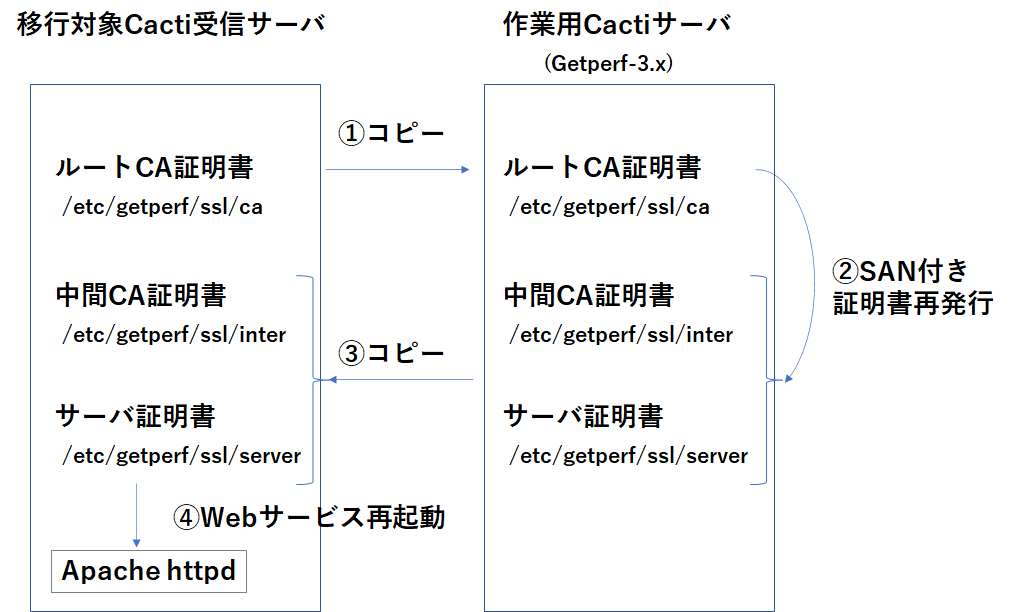 移行対象Cacti受信サーバ
作業用Cactiサーバ
(Getperf-3.x)
①コピー
ルートCA証明書
/etc/getperf/ssl/ca
ルートCA証明書
/etc/getperf/ssl/ca
②SAN付き
証明書再発行
中間CA証明書
/etc/getperf/ssl/inter
中間CA証明書
/etc/getperf/ssl/inter
③コピー
サーバ証明書
/etc/getperf/ssl/server
サーバ証明書
/etc/getperf/ssl/server
④Webサービス再起動
Apache httpd